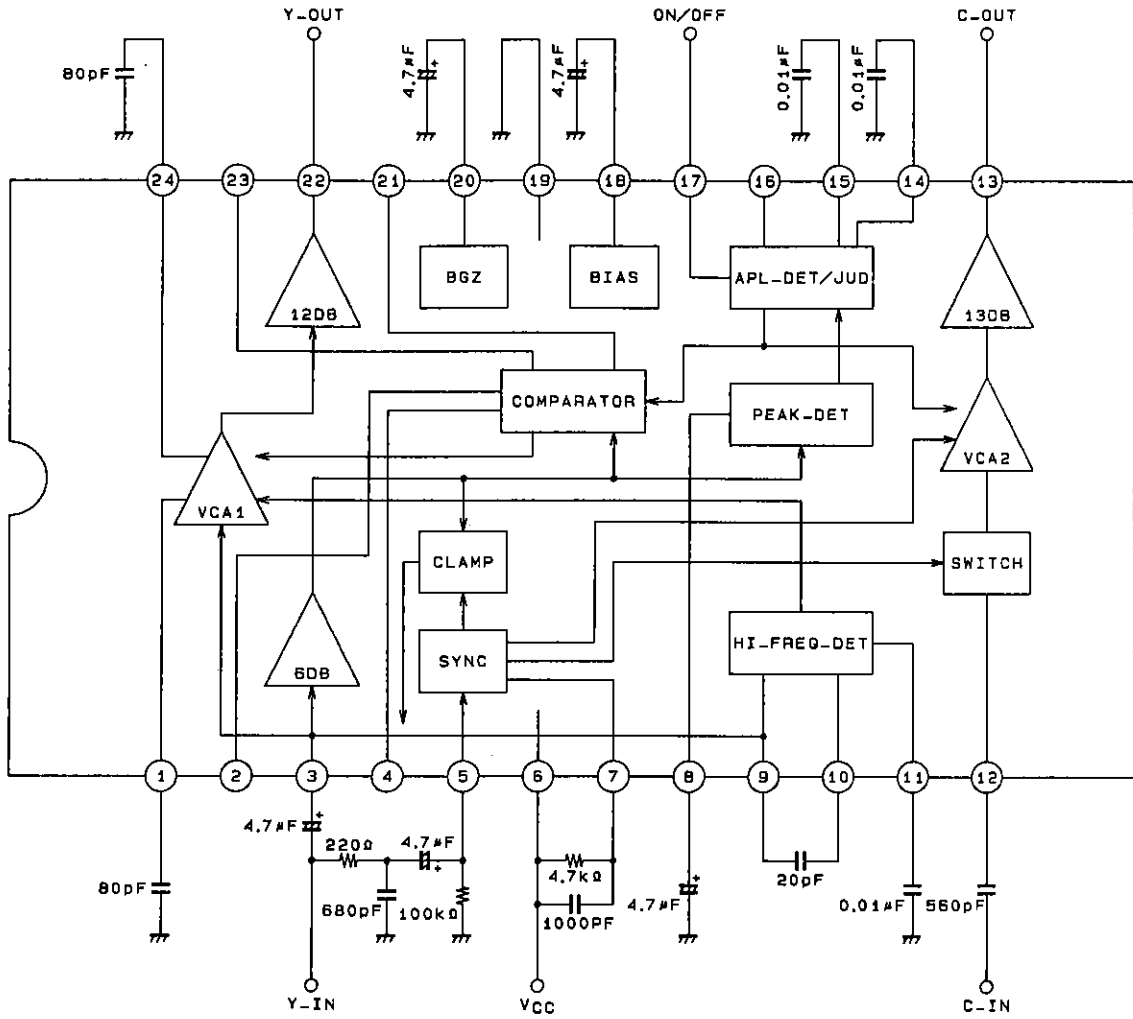 Y-OUT
ON/OFF
C-OUT
80pF
4.7µF
+
4.7µF
+
0.01µF
0.01µF
24
23
22
21
20
19
18
17
16
15
14
13
BGZ
BIAS
APL-DET/JUD
12DB
13DB
COMPARATOR
PEAK-DET
VCA2
VCA1
CLAMP
SWITCH
SYNC
HI-FREQ-DET
6DB
1
2
3
4
5
6
7
8
9
10
11
12
4.7µF
+
220Ω
4.7µF
+
4.7kΩ
80pF
680pF
100kΩ
1000PF
4.7µF
+
20pF
0.01µF
560pF
Y-IN
VCC
C-IN